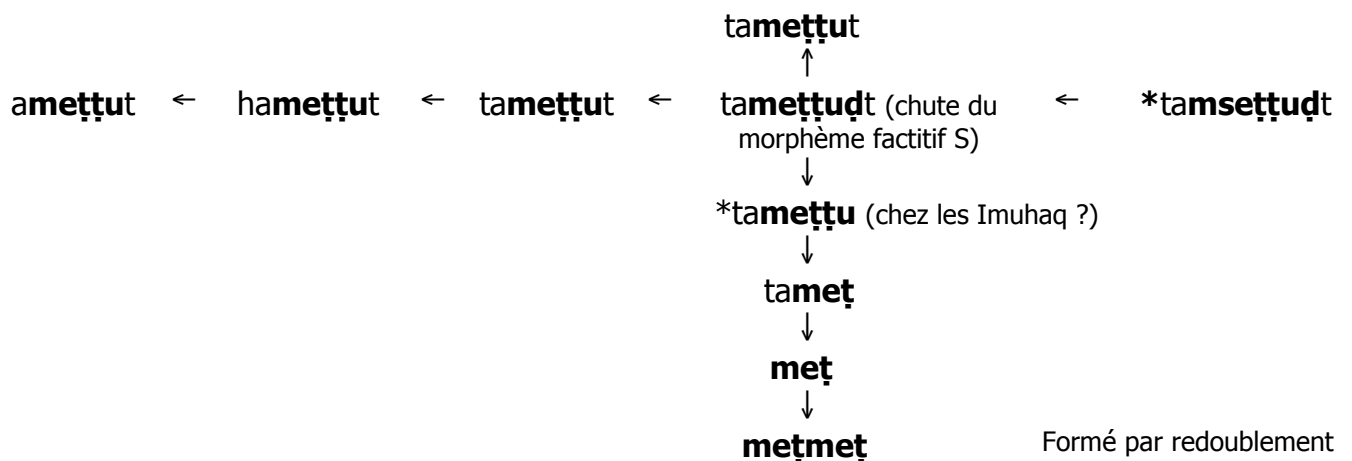 tameṭṭut
↑
ameṭṭut ← hameṭṭut ← tameṭṭut ← tameṭṭuḍt (chute du ← *tamseṭṭuḍt
morphème factitif S)
↓
*tameṭṭu (chez les Imuhaq ?)
↓
tameṭ
↓
meṭ
↓
meṭmeṭ Formé par redoublement